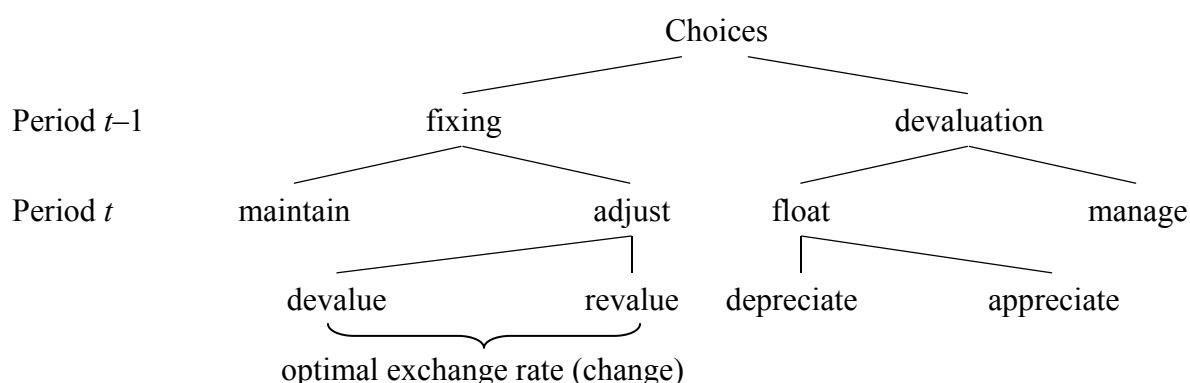 Choices
Period t–1 fixing devaluation
Period t maintain adjust float manage
devalue revalue depreciate appreciate
optimal exchange rate (change)